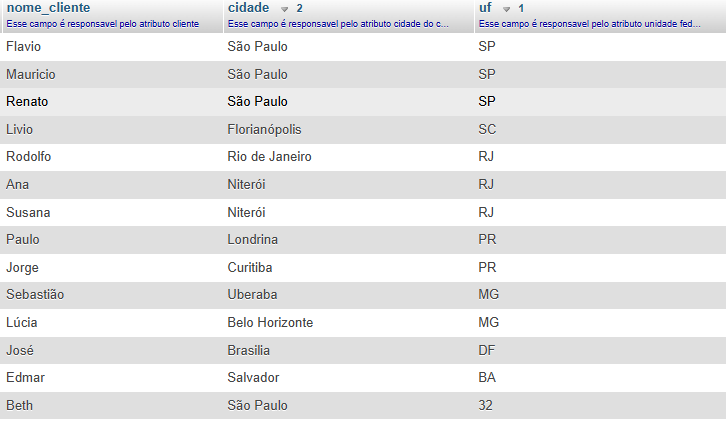 nome_cliente cidade 2 uf 1
Esse campo é responsavel pelo atributo cliente Esse campo é responsavel pelo atributo cidade do c... Esse campo é responsavel pelo atributo unidade fed...
Flavio São Paulo SP
Mauricio São Paulo SP
Renato São Paulo SP
Livio Florianópolis SC
Rodolfo Rio de Janeiro RJ
Ana Niterói RJ
Susana Niterói RJ
Paulo Londrina PR
Jorge Curitiba PR
Sebastião Uberaba MG
Lúcia Belo Horizonte MG
José Brasilia DF
Edmar Salvador BA
Beth São Paulo 32